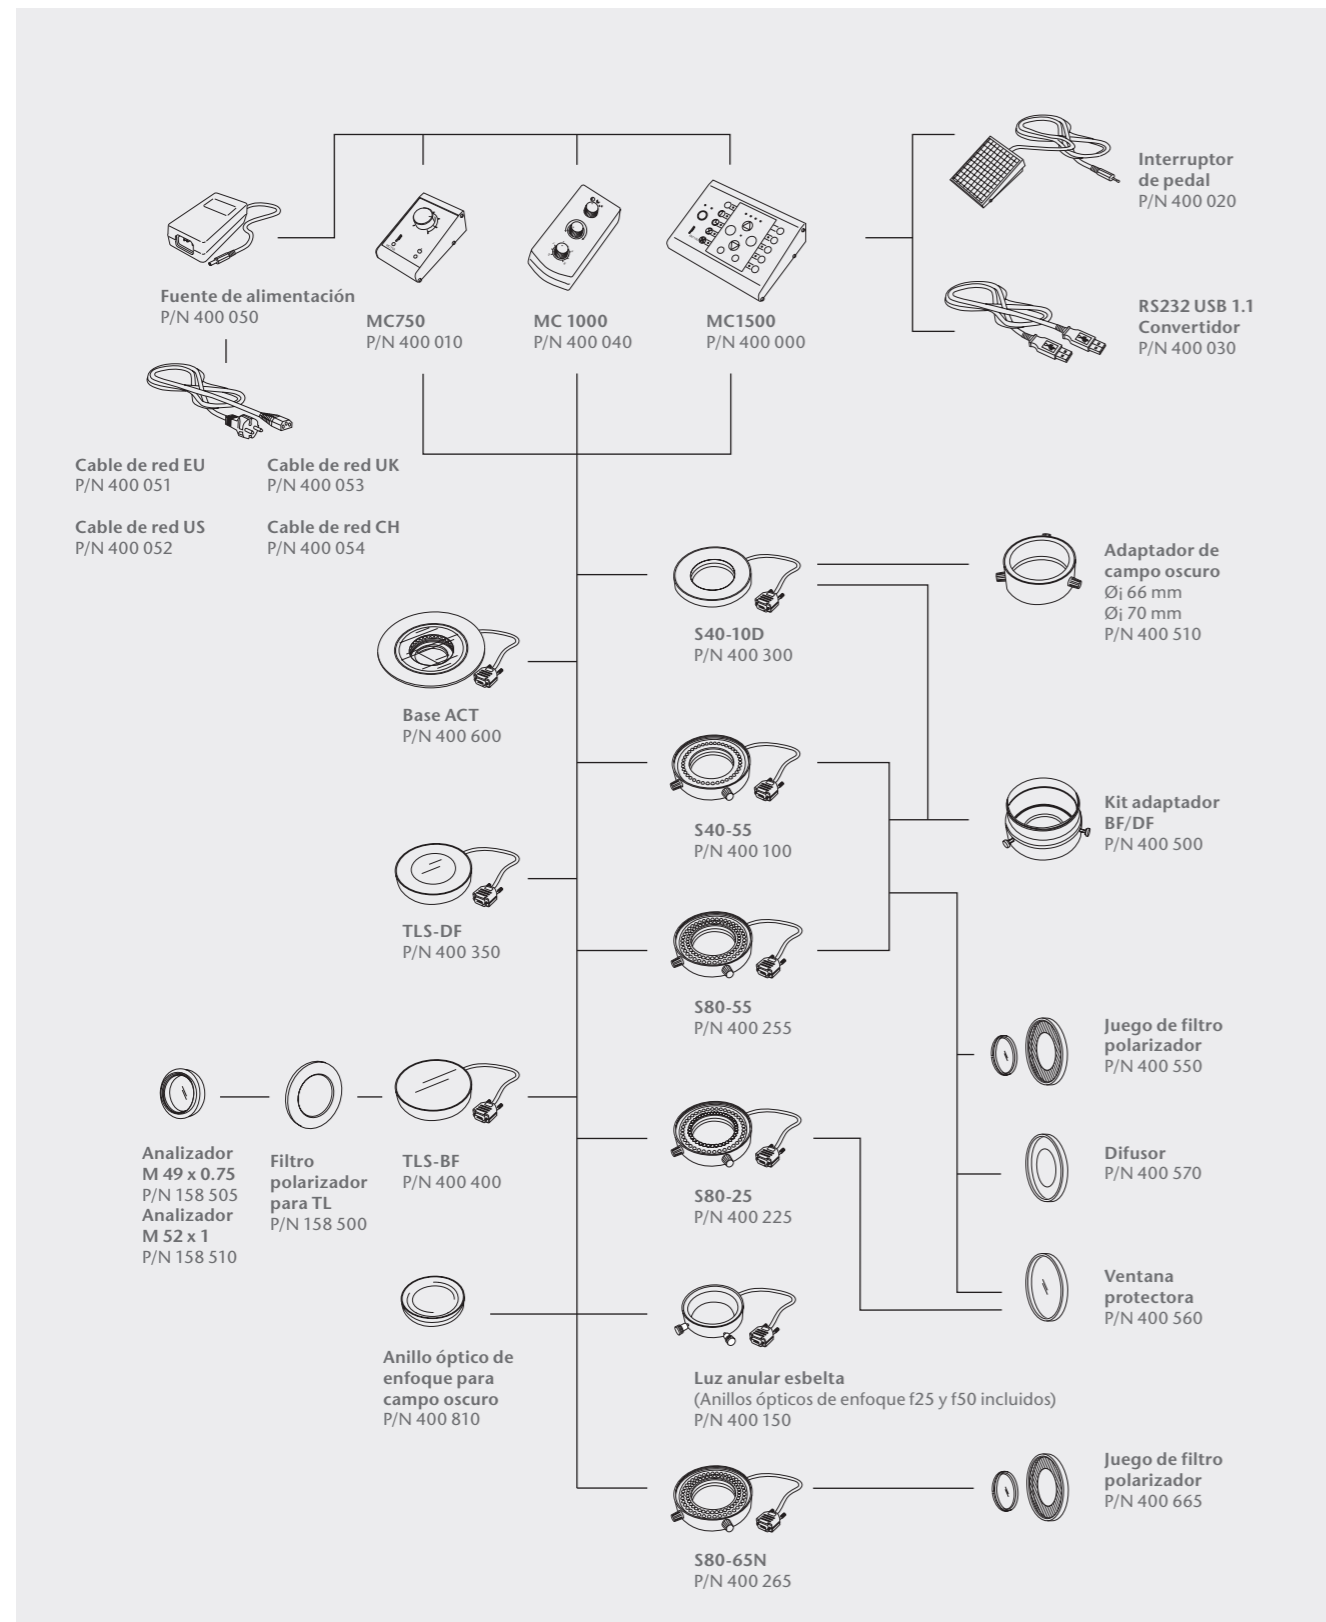 Interruptor
de pedal
P/N 400 020
Fuente de alimentación
P/N 400 050
MC750
P/N 400 010
MC 1000
P/N 400 040
MC1500
P/N 400 000
RS232 USB 1.1
Convertidor
P/N 400 030
Cable de red EU
P/N 400 051
Cable de red UK
P/N 400 053
Cable de red US
P/N 400 052
Cable de red CH
P/N 400 054
S40-10D
P/N 400 300
Adaptador de
campo oscuro
Ø¡ 66 mm
Ø¡ 70 mm
P/N 400 510
Base ACT
P/N 400 600
S40-55
P/N 400 100
Kit adaptador
BF/DF
P/N 400 500
TLS-DF
P/N 400 350
S80-55
P/N 400 255
Juego de filtro
polarizador
P/N 400 550
Analizador
M 49 x 0.75
P/N 158 505
Analizador
M 52 x 1
P/N 158 510
Filtro
polarizador
para TL
P/N 158 500
TLS-BF
P/N 400 400
S80-25
P/N 400 225
Difusor
P/N 400 570
Ventana
protectora
P/N 400 560
Anillo óptico de
enfoque para
campo oscuro
P/N 400 810
Luz anular esbelta
(Anillos ópticos de enfoque f25 y f50 incluidos)
P/N 400 150
S80-65N
P/N 400 265
Juego de filtro
polarizador
P/N 400 665